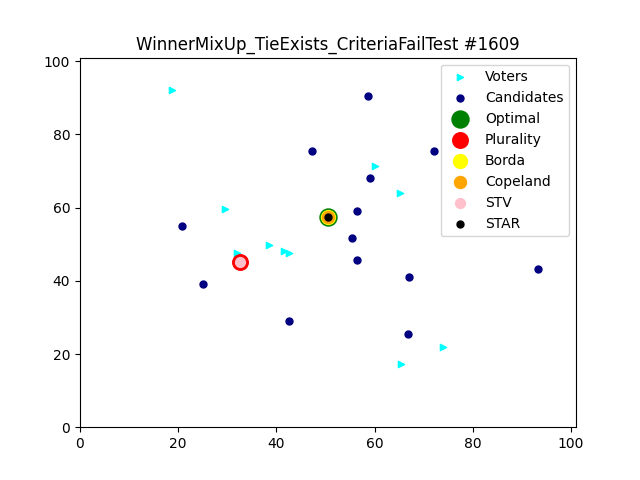 WinnerMixUp_TieExists_CriteriaFailTest #1609
100
80
60
40
20
0
0 20 40 60 80 100
Voters
Candidates
Optimal
Plurality
Borda
Copeland
STV
STAR